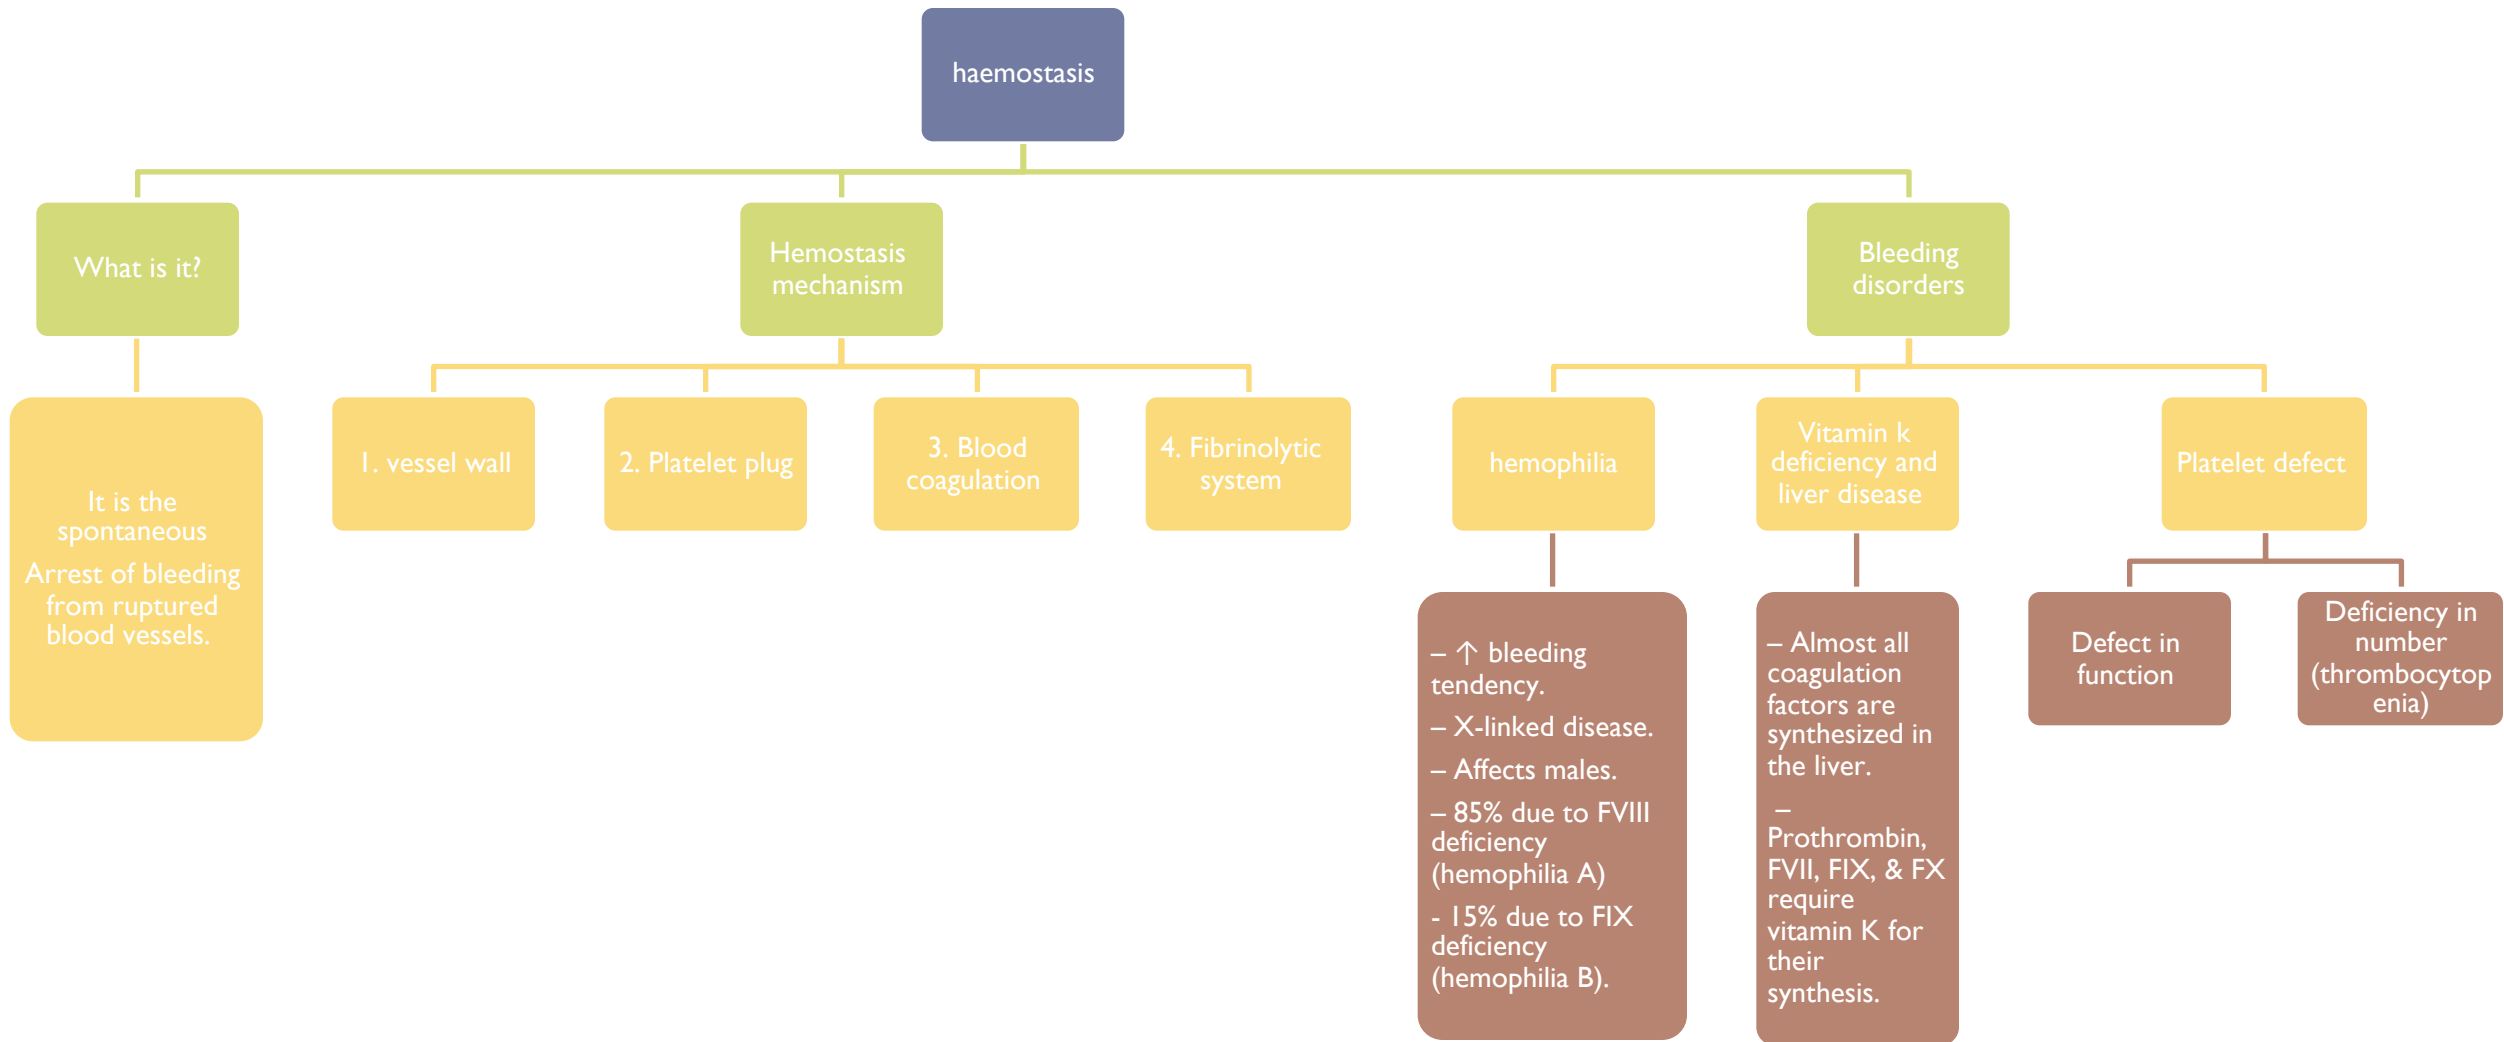 haemostasis
What is it?
Hemostasis
mechanism
Bleeding
disorders
It is the
spontaneous
Arrest of bleeding
from ruptured
blood vessels.
1. vessel wall
2. Platelet plug
3. Blood
coagulation
4. Fibrinolytic
system
hemophilia
Vitamin k
deficiency and
liver disease
Platelet defect
– ↑ bleeding
tendency.
– X-linked disease.
– Affects males.
– 85% due to FVIII
deficiency
(hemophilia A)
- 15% due to FIX
deficiency
(hemophilia B).
– Almost all
coagulation
factors are
synthesized in
the liver.
–
Prothrombin,
FVII, FIX, & FX
require
vitamin K for
their
synthesis.
Defect in
function
Deficiency in
number
(thrombocytop
enia)